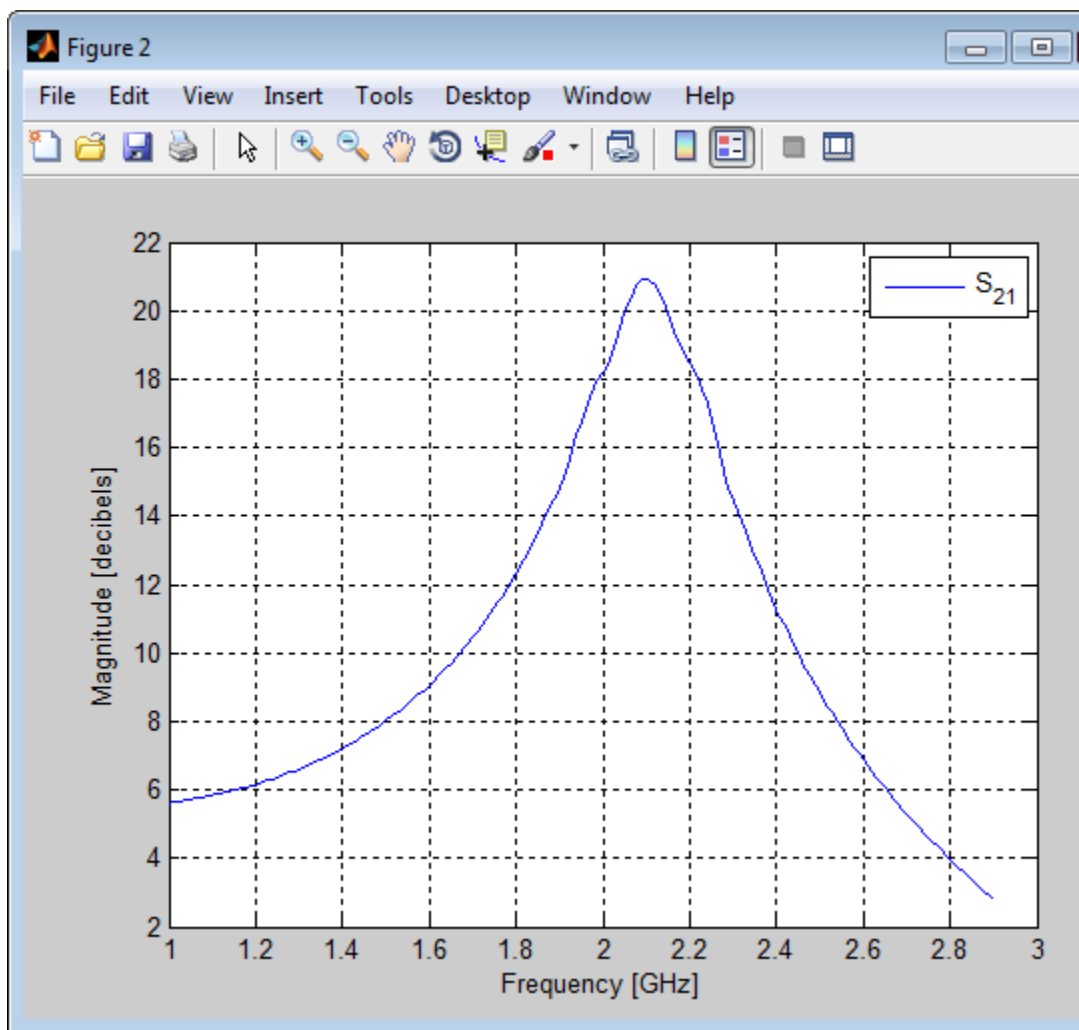 Figure 2
File Edit View Insert Tools Desktop Window Help
22
20
18
16
14
12
10
8
6
4
2
Magnitude [decibels]
S21
1 1.2 1.4 1.6 1.8 2 2.2 2.4 2.6 2.8 3
Frequency [GHz]